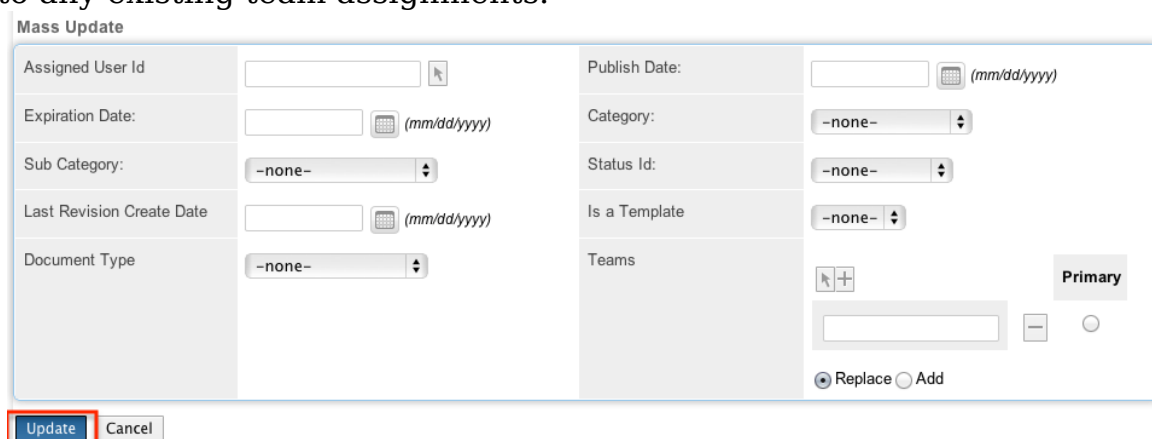 to any existing team assignments.
Mass Update
Assigned User Id
Publish Date: (mm/dd/yyyy)
Expiration Date: (mm/dd/yyyy)
Category: -none-
Sub Category: -none-
Status Id: -none-
Last Revision Create Date (mm/dd/yyyy)
Is a Template -none-
Document Type -none-
Teams
Primary
Replace Add
Update Cancel